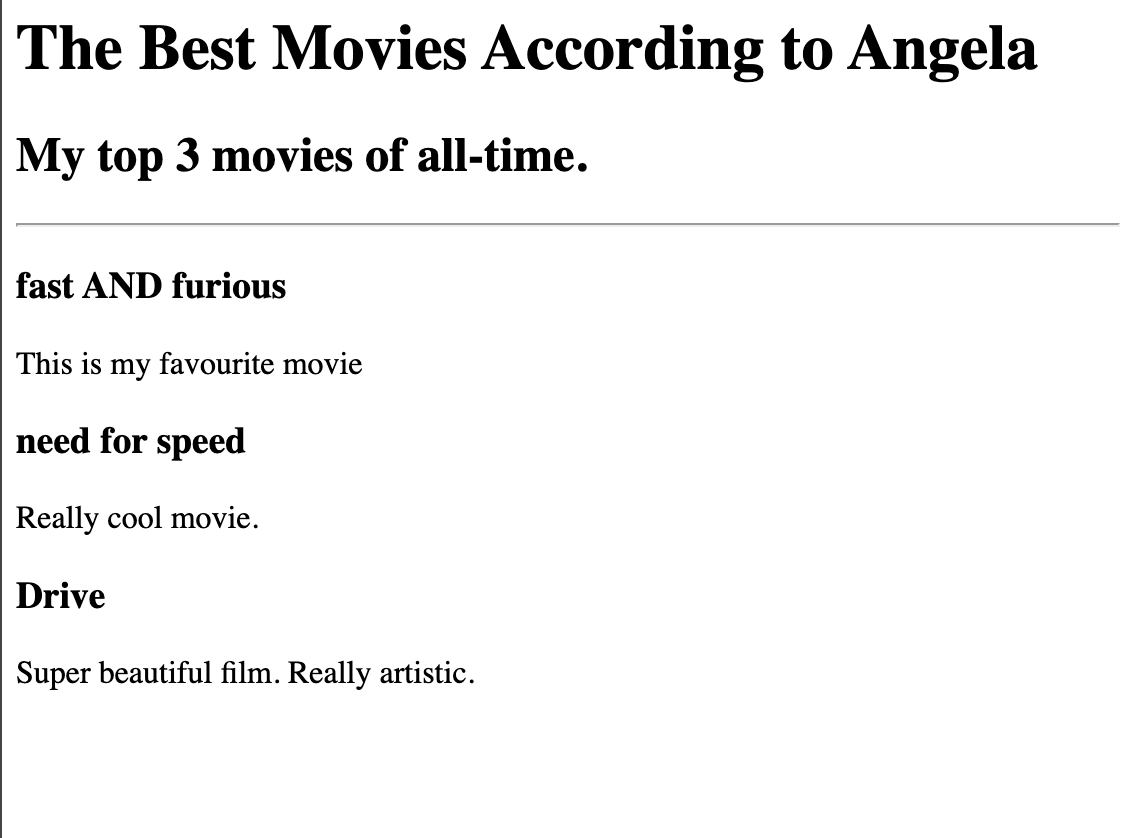 The Best Movies According to Angela
My top 3 movies of all-time.
fast AND furious
This is my favourite movie
need for speed
Really cool movie.
Drive
Super beautiful film. Really artistic.